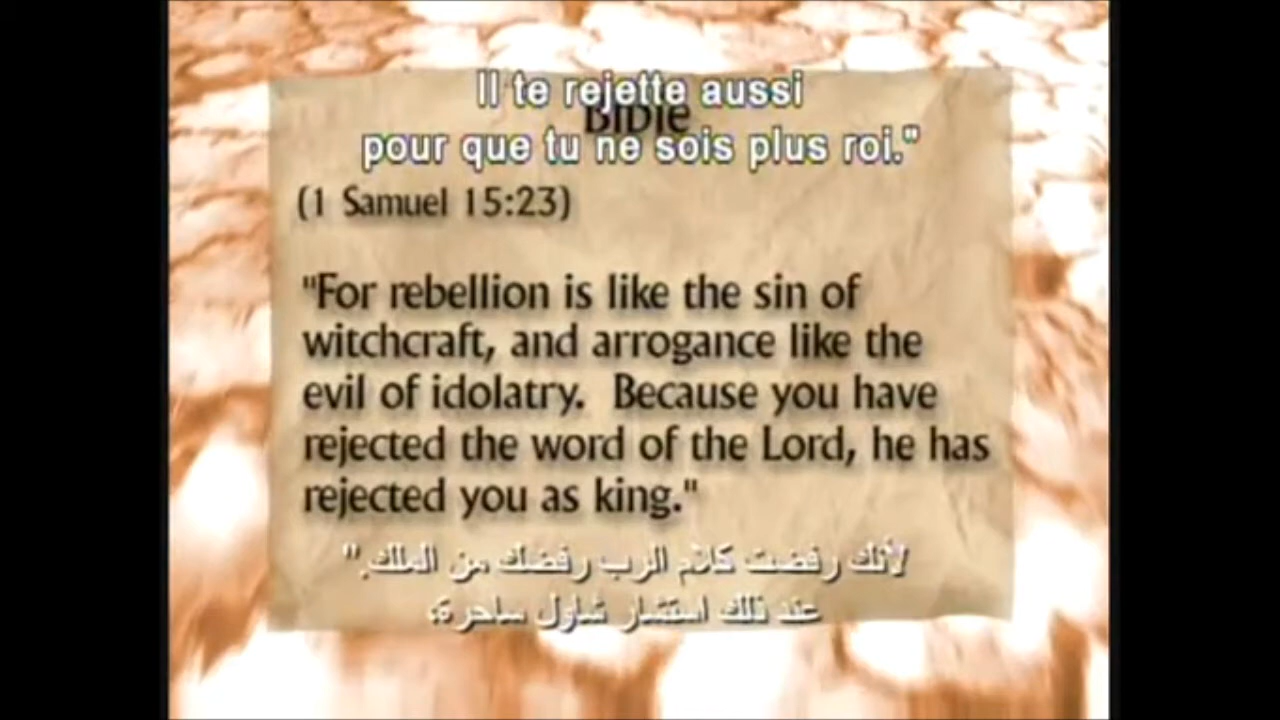 Il te rejette aussi
Bible
pour que tu ne sois plus roi."
(1 Samuel 15:23)
"For rebellion is like the sin of
witchcraft, and arrogance like the
evil of idolatry.  Because you have
rejected the word of the Lord, he has
rejected you as king."
لأنك رفضت كلام الرب رفضك من الملك."
عند ذلك استشار شاول ساحرة،